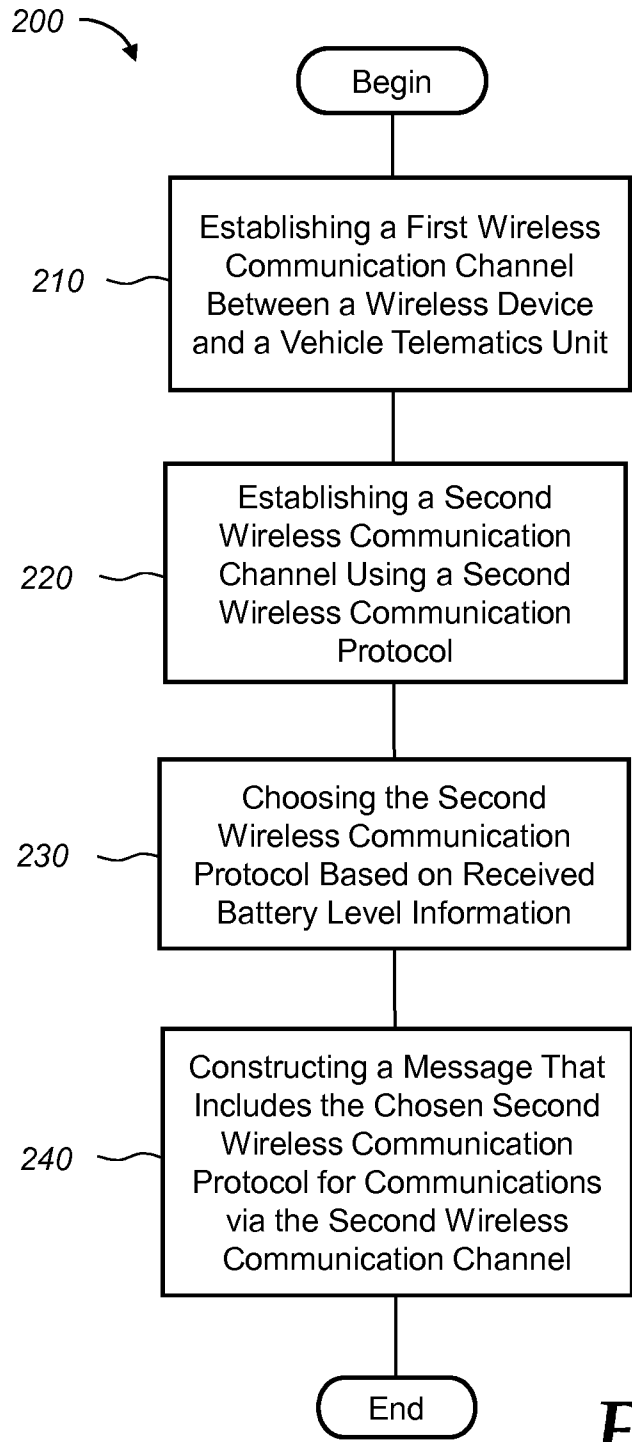 200
Begin
210
Establishing a First Wireless
Communication Channel
Between a Wireless Device
and a Vehicle Telematics Unit
220
Establishing a Second
Wireless Communication
Channel Using a Second
Wireless Communication
Protocol
230
Choosing the Second
Wireless Communication
Protocol Based on Received
Battery Level Information
240
Constructing a Message That
Includes the Chosen Second
Wireless Communication
Protocol for Communications
via the Second Wireless
Communication Channel
End